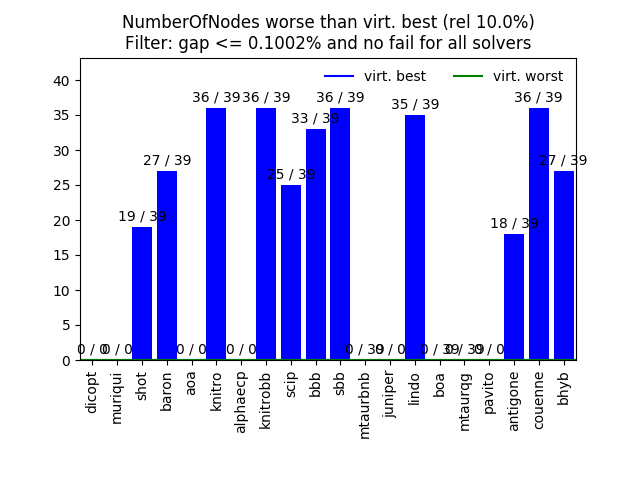 NumberOfNodes worse than virt. best (rel 10.0%)
Filter: gap <= 0.1002% and no fail for all solvers
virt. best virt. worst
40
35
30
25
20
15
10
5
0
0 / 0 0 / 0 19 / 39 27 / 39 0 / 0 36 / 39 0 / 0 36 / 39 25 / 39 33 / 39 36 / 39 0 / 39 0 / 0 35 / 39 0 / 39 0 / 39 0 / 0 18 / 39 36 / 39 27 / 39
dicopt
muriqui
shot
baron
aoa
knitro
alphaecp
knitrobb
scip
bbb
sbb
mtaurbnb
juniper
lindo
boa
mtaurqg
pavito
antigone
couenne
bhyb